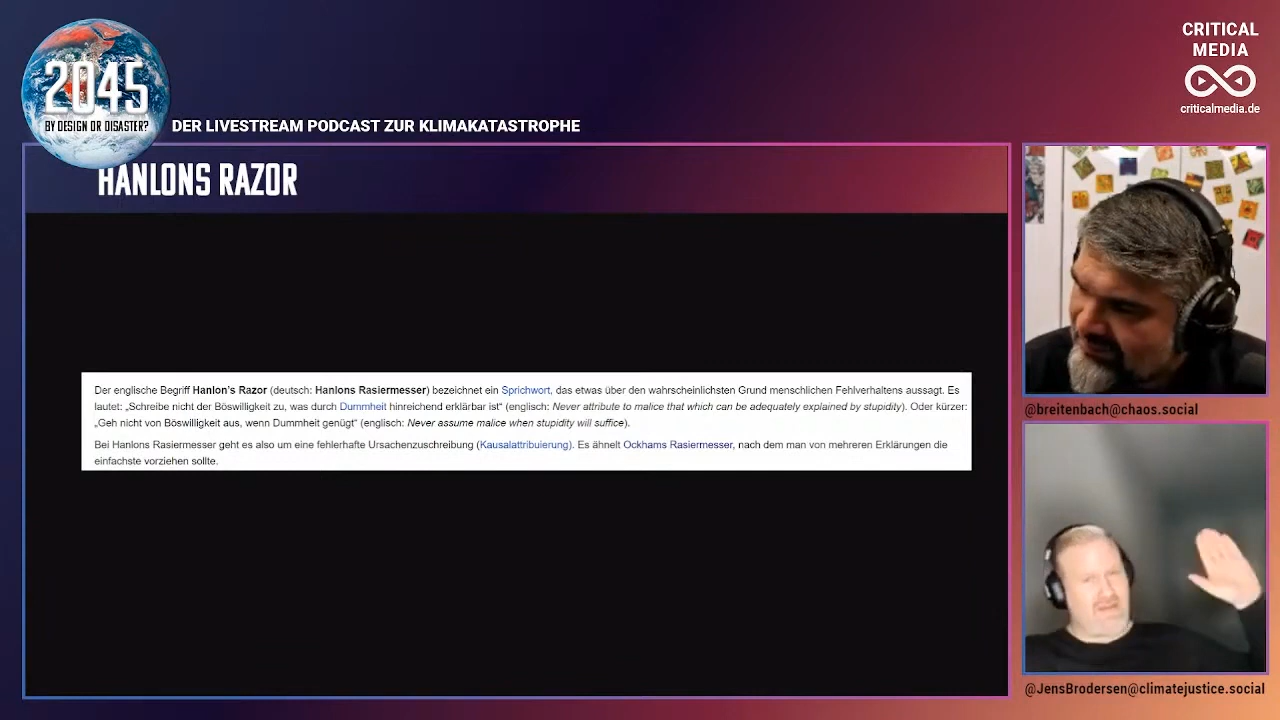 2045
BY DESIGN OR DISASTER?
DER LIVESTREAM PODCAST ZUR KLIMAKATASTROPHE
CRITICAL
MEDIA
criticalmedia.de
HANLONS RAZOR
Der englische Begriff Hanlon's Razor (deutsch: Hanlons Rasiermesser) bezeichnet ein Sprichwort, das etwas über den wahrscheinlichsten Grund menschlichen Fehlverhaltens aussagt. Es
lautet: „Schreibe nicht der Böswilligkeit zu, was durch Dummheit hinreichend erklärbar ist“ (englisch: Never attribute to malice that which can be adequately explained by stupidity). Oder kürzer:
„Geh nicht von Böswilligkeit aus, wenn Dummheit genügt“ (englisch: Never assume malice when stupidity will suffice).
Bei Hanlons Rasiermesser geht es also um eine fehlerhafte Ursachenzuschreibung (Kausalattribuierung). Es ähnelt Ockhams Rasiermesser, nach dem man von mehreren Erklärungen die
einfachste vorziehen sollte.
@breitenbach@chaos.social
@JensBrodersen@climatejustice.social